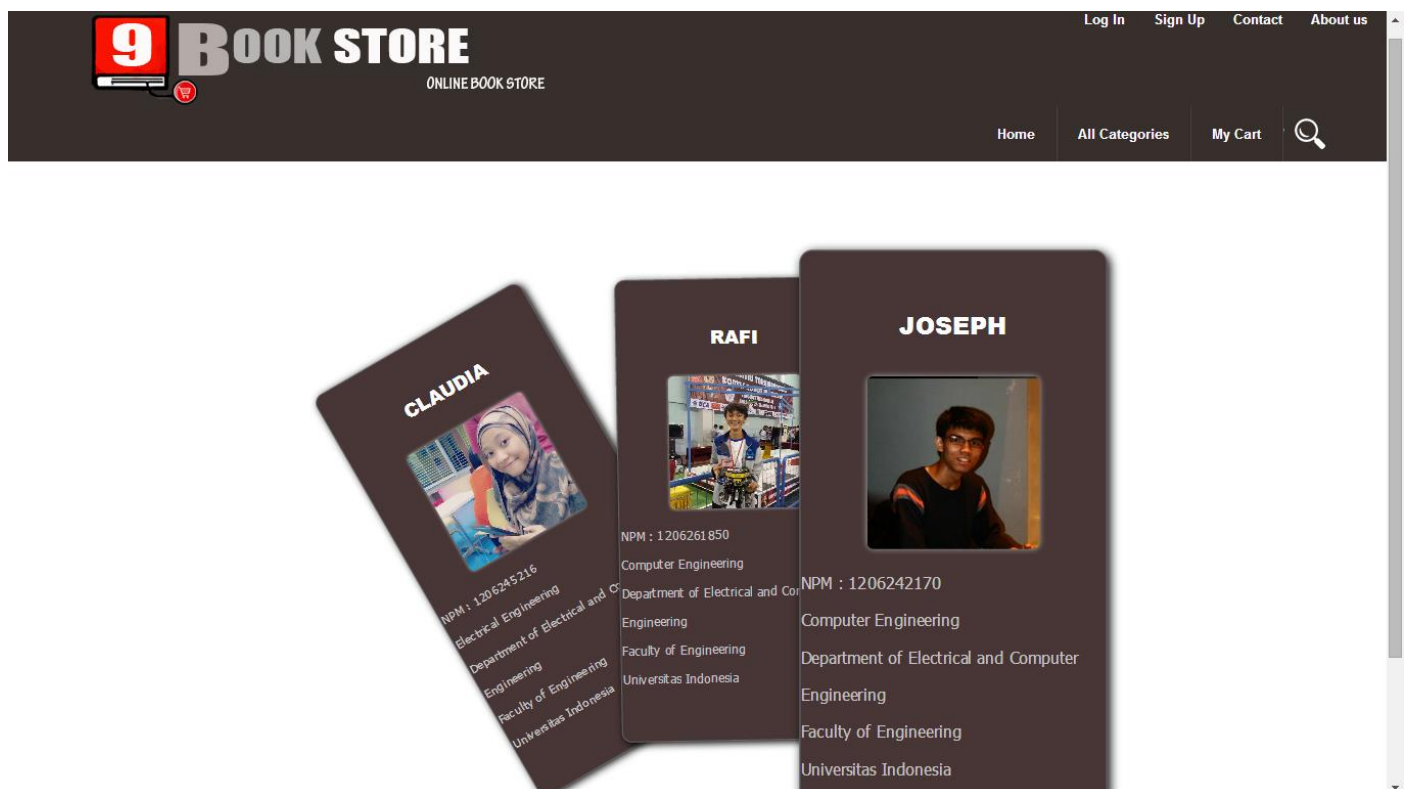 Log In Sign Up Contact About us
9 BOOK STORE
ONLINE BOOK STORE
Home All Categories My Cart
CLAUDIA
NPM : 1206245216
Electrical Engineering
Department of Electrical and Co
Engineering
Faculty of Engineering
Universitas Indonesia
RAFI
NPM : 1206261850
Computer Engineering
Department of Electrical and Com
Engineering
Faculty of Engineering
Universitas Indonesia
JOSEPH
NPM : 1206242170
Computer Engineering
Department of Electrical and Computer
Engineering
Faculty of Engineering
Universitas Indonesia